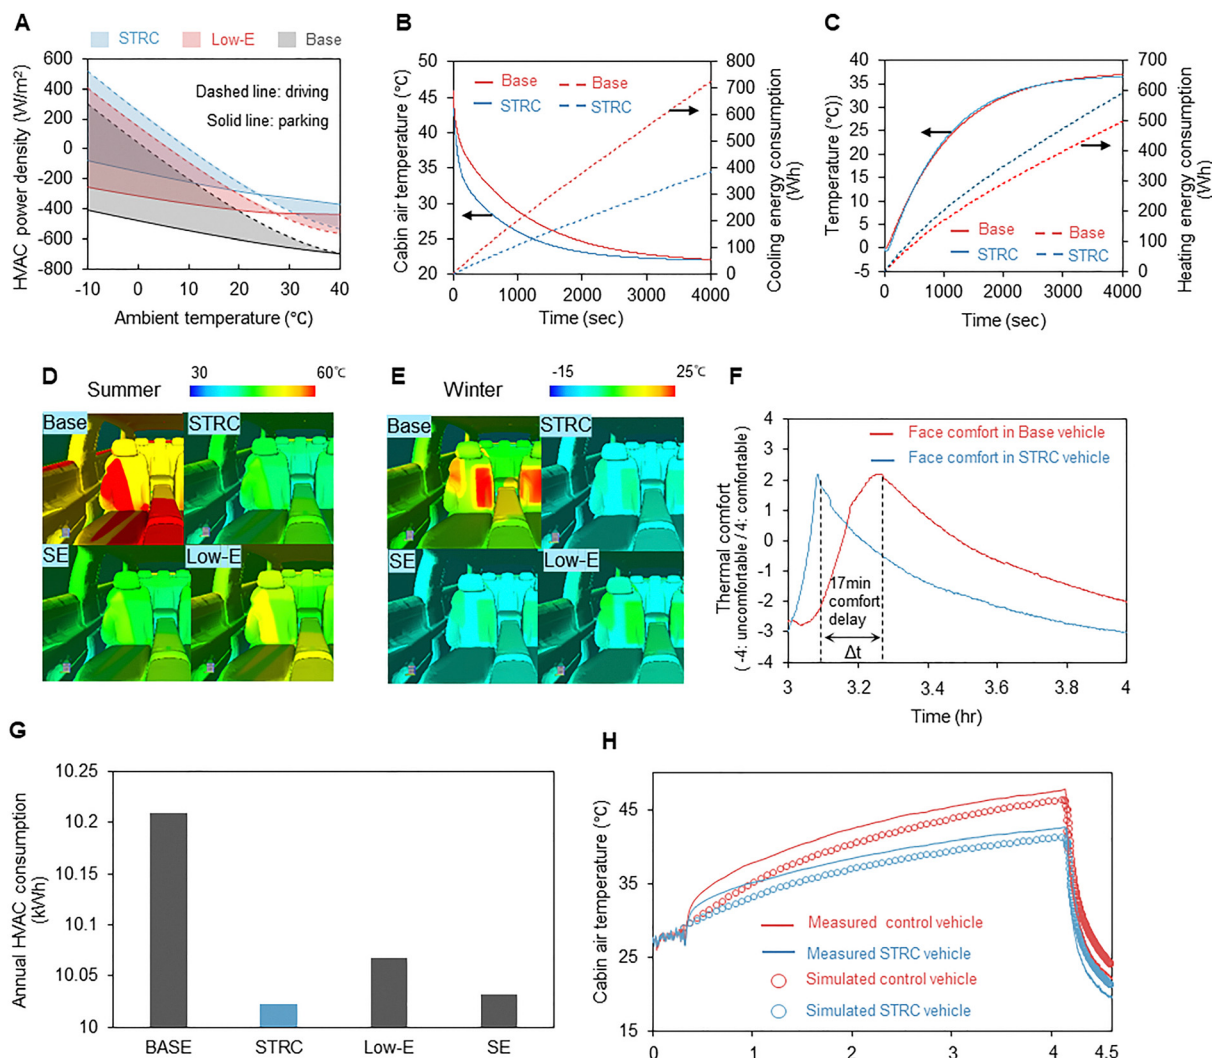 A
STRC Low-E Base
HVAC power density (W/m²)
600
400
200
0
-200
-400
-600
-800
Dashed line: driving
Solid line: parking
-10 0 10 20 30 40
Ambient temperature (℃)
B
Cabin air temperature (℃)
50
45
40
35
30
25
20
Base Base
STRC STRC
800
700
600
500
400
300
200
100
0
Cooling energy consumption
(Wh)
0 1000 2000 3000 4000
Time (sec)
C
Temperature (℃))
40
35
30
25
20
15
10
5
0
-5
Base Base
STRC STRC
700
600
500
400
300
200
100
0
Heating energy consumption
(Wh)
0 1000 2000 3000 4000
Time (sec)
D
Summer
30 60℃
Base STRC
SE Low-E
E
Winter
-15 25℃
Base STRC
SE Low-E
F
Thermal comfort
( -4: uncomfortable / 4: comfortable)
4
3
2
1
0
-1
-2
-3
-4
Face comfort in Base vehicle
Face comfort in STRC vehicle
17min
comfort
delay
Δt
3 3.2 3.4 3.6 3.8 4
Time (hr)
G
Annual HVAC consumption
(kWh)
10.25
10.2
10.15
10.1
10.05
10
BASE STRC Low-E SE
H
Cabin air temperature (°C)
45
35
25
15
Measured control vehicle
Measured STRC vehicle
Simulated control vehicle
Simulated STRC vehicle
0 1 2 3 4 4.5